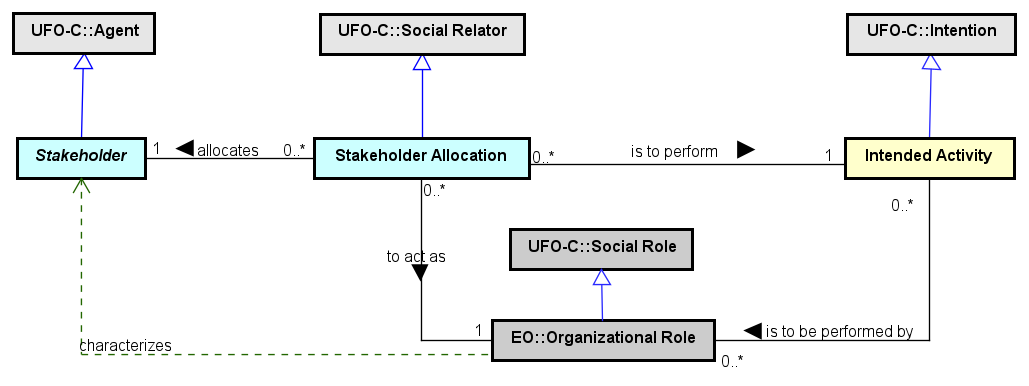 UFO-C::Agent
UFO-C::Social Relator
UFO-C::Intention
Stakeholder
1
allocates
0..*
Stakeholder Allocation
0..*
is to perform
1
Intended Activity
0..*
0..*
UFO-C::Social Role
to act as
1
EO::Organizational Role
is to be performed by
0..*
characterizes